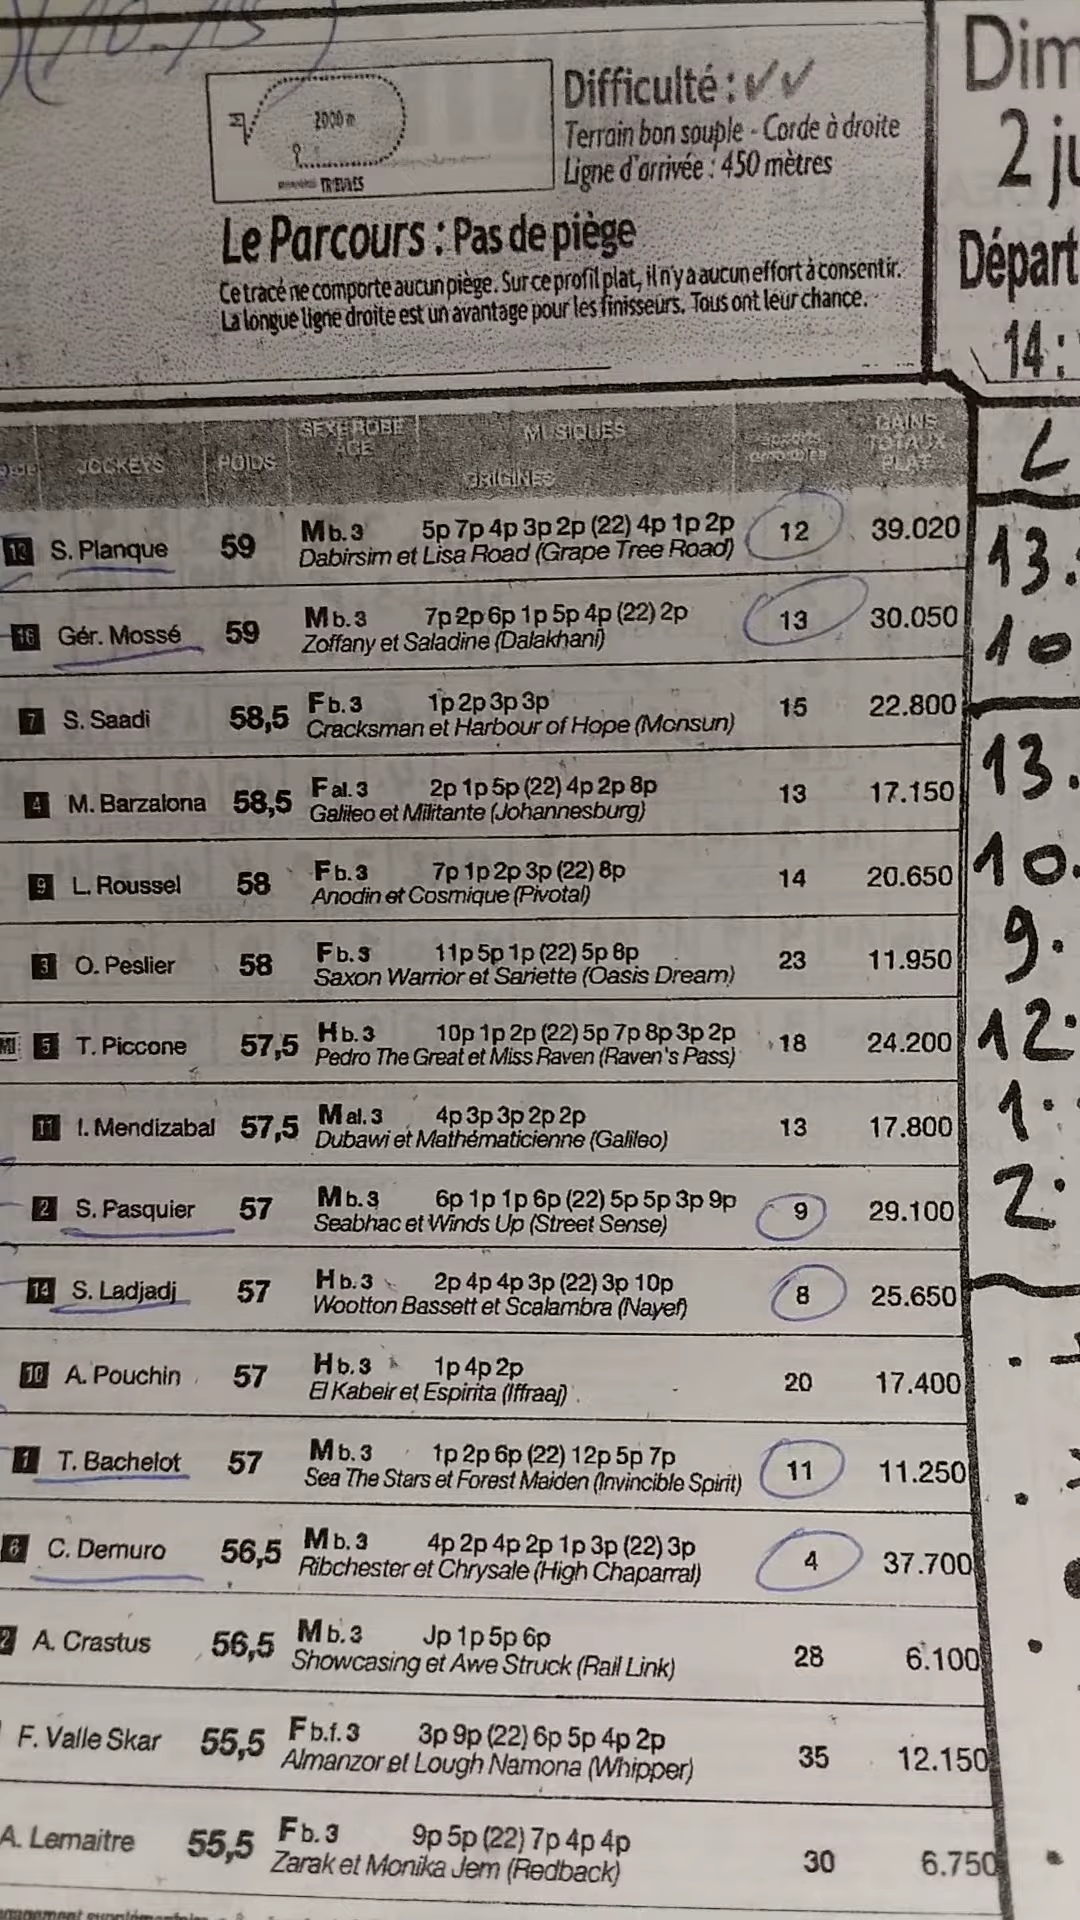 Dim
2 ju
Départ
14:
Difficulté : ✓✓
Terrain bon souple - Corde à droite
Ligne d'arrivée : 450 mètres
2000 m
Le Parcours : Pas de piège
Ce tracé ne comporte aucun piège. Sur ce profil plat, il n'y a aucun effort à consentir.
La longue ligne droite est un avantage pour les finisseurs. Tous ont leur chance.
JOCKEYS POIDS SEXE ROBE AGE MUSIQUES ORIGINES GAINS TOTAUX PLAT
13 S. Planque 59 M b. 3 5p 7p 4p 3p 2p (22) 4p 1p 2p 12 39.020
Dabirsim et Lisa Road (Grape Tree Road)
16 Gér. Mossé 59 M b. 3 7p 2p 6p 1p 5p 4p (22) 2p 13 30.050
Zoffany et Saladine (Dalakhani)
7 S. Saadi 58,5 F b. 3 1p 2p 3p 3p 15 22.800
Cracksman et Harbour of Hope (Monsun)
4 M. Barzalona 58,5 F al. 3 2p 1p 5p (22) 4p 2p 8p 13 17.150
Galileo et Militante (Johannesburg)
9 L. Roussel 58 F b. 3 7p 1p 2p 3p (22) 8p 14 20.650
Anodin et Cosmique (Pivotal)
3 O. Peslier 58 F b. 3 11p 5p 1p (22) 5p 8p 23 11.950
Saxon Warrior et Sariette (Oasis Dream)
5 T. Piccone 57,5 H b. 3 10p 1p 2p (22) 5p 7p 8p 3p 2p 18 24.200
Pedro The Great et Miss Raven (Raven's Pass)
11 I. Mendizabal 57,5 M al. 3 4p 3p 3p 2p 2p 13 17.800
Dubawi et Mathématicienne (Galileo)
2 S. Pasquier 57 M b. 3 6p 1p 1p 6p (22) 5p 5p 3p 9p 9 29.100
Seabhac et Winds Up (Street Sense)
14 S. Ladjadj 57 H b. 3 2p 4p 4p 3p (22) 3p 10p 8 25.650
Wootton Bassett et Scalambra (Nayef)
10 A. Pouchin 57 H b. 3 1p 4p 2p 20 17.400
El Kabeir et Espirita (Iffraaj)
1 T. Bachelot 57 M b. 3 1p 2p 6p (22) 12p 5p 7p 11 11.250
Sea The Stars et Forest Maiden (Invincible Spirit)
6 C. Demuro 56,5 M b. 3 4p 2p 4p 2p 1p 3p (22) 3p 4 37.700
Ribchester et Chrysale (High Chaparral)
2 A. Crastus 56,5 M b. 3 Jp 1p 5p 6p 28 6.100
Showcasing et Awe Struck (Rail Link)
F. Valle Skar 55,5 F b.f. 3 3p 9p (22) 6p 5p 4p 2p 35 12.150
Almanzor et Lough Namona (Whipper)
A. Lemaitre 55,5 F b. 3 9p 5p (22) 7p 4p 4p 30 6.750
Zarak et Monika Jem (Redback)
13.
10
13.
10.
9.
12.
1.
2.